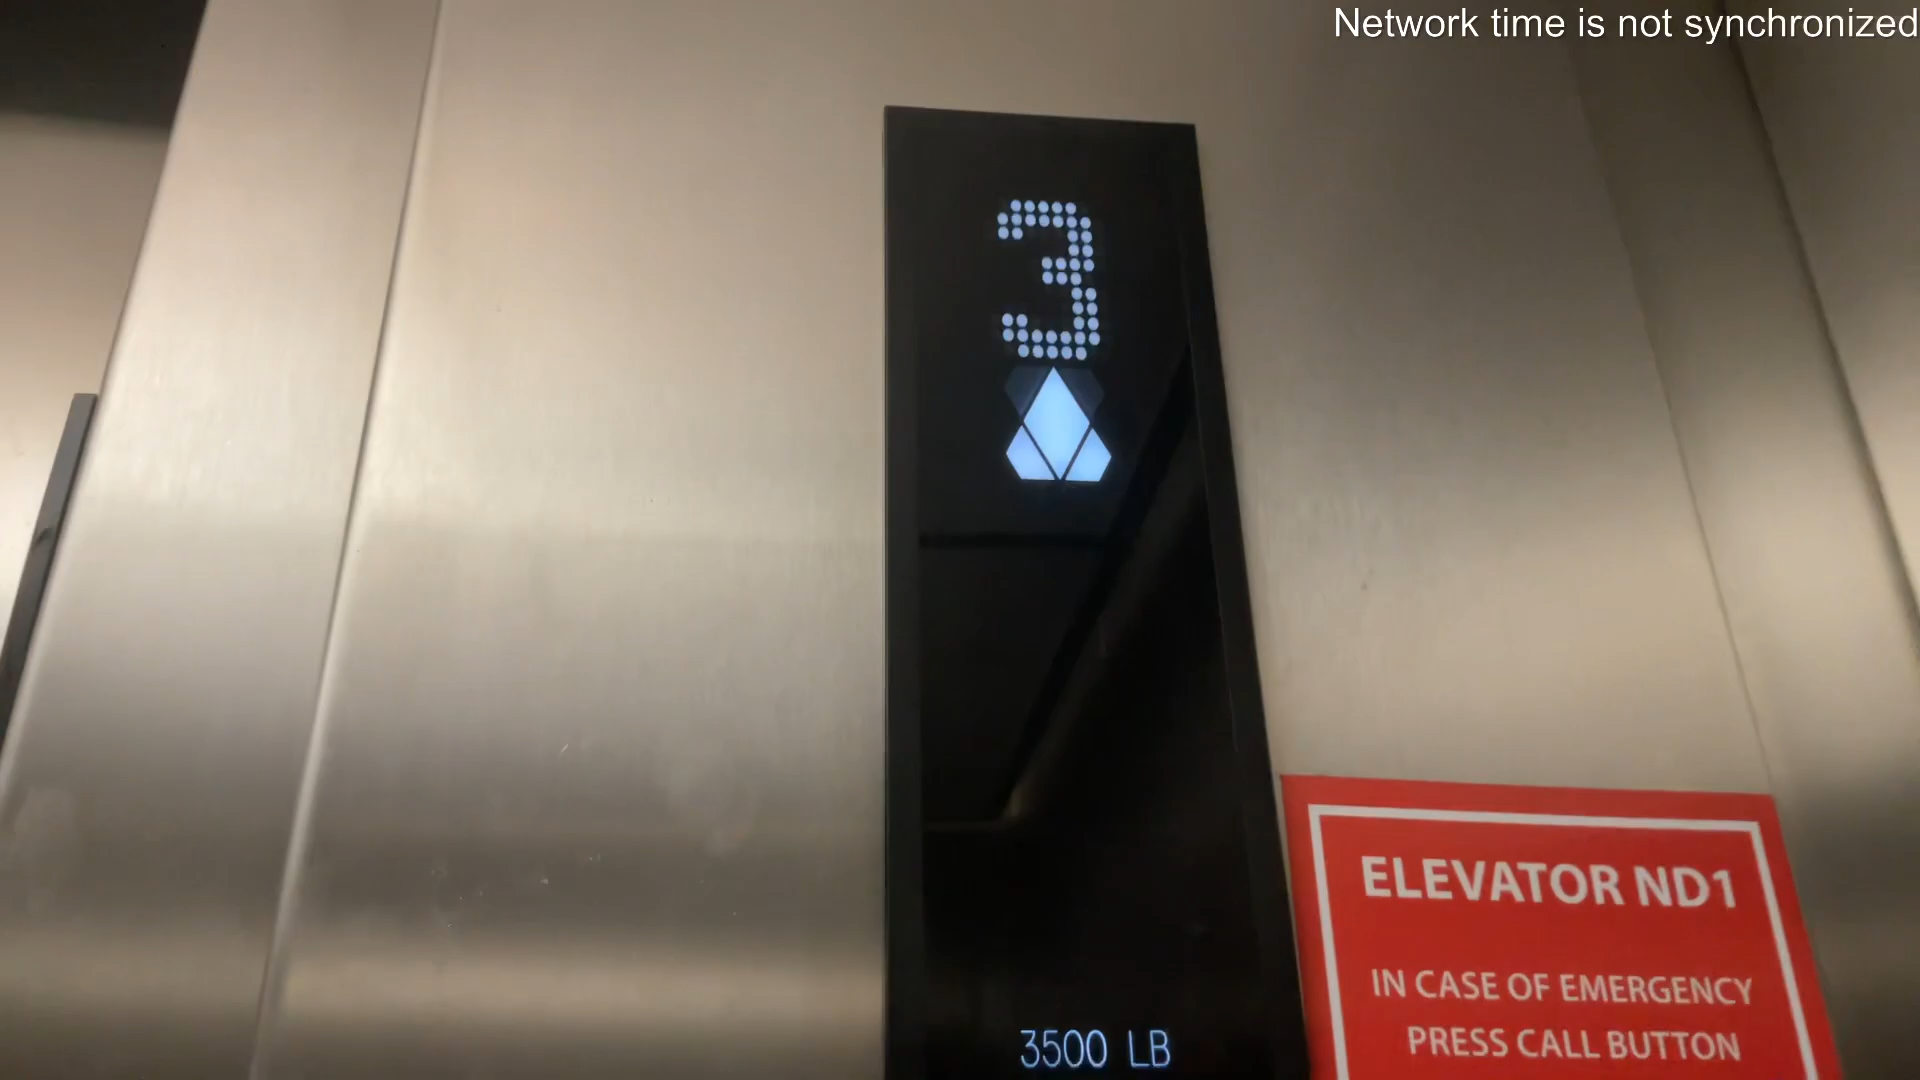 Network time is not synchronized
3
ELEVATOR ND1
IN CASE OF EMERGENCY
PRESS CALL BUTTON
3500 LB